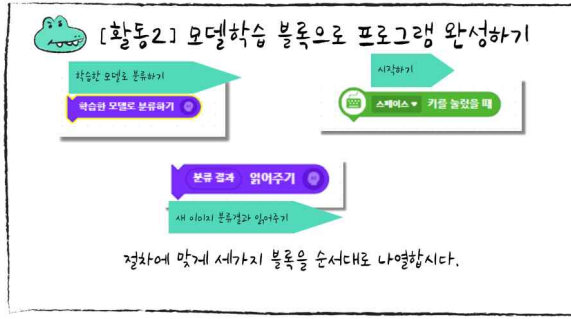 [활동2] 모델학습 블록으로 프로그램 완성하기
학습한 모델로 분류하기
학습한 모델로 분류하기
시작하기
스페이스 ▼ 키를 눌렀을 때
분류 결과 읽어주기
새 이미지 분류결과 읽어주기
절차에 맞게 세가지 블록을 순서대로 나열합시다.